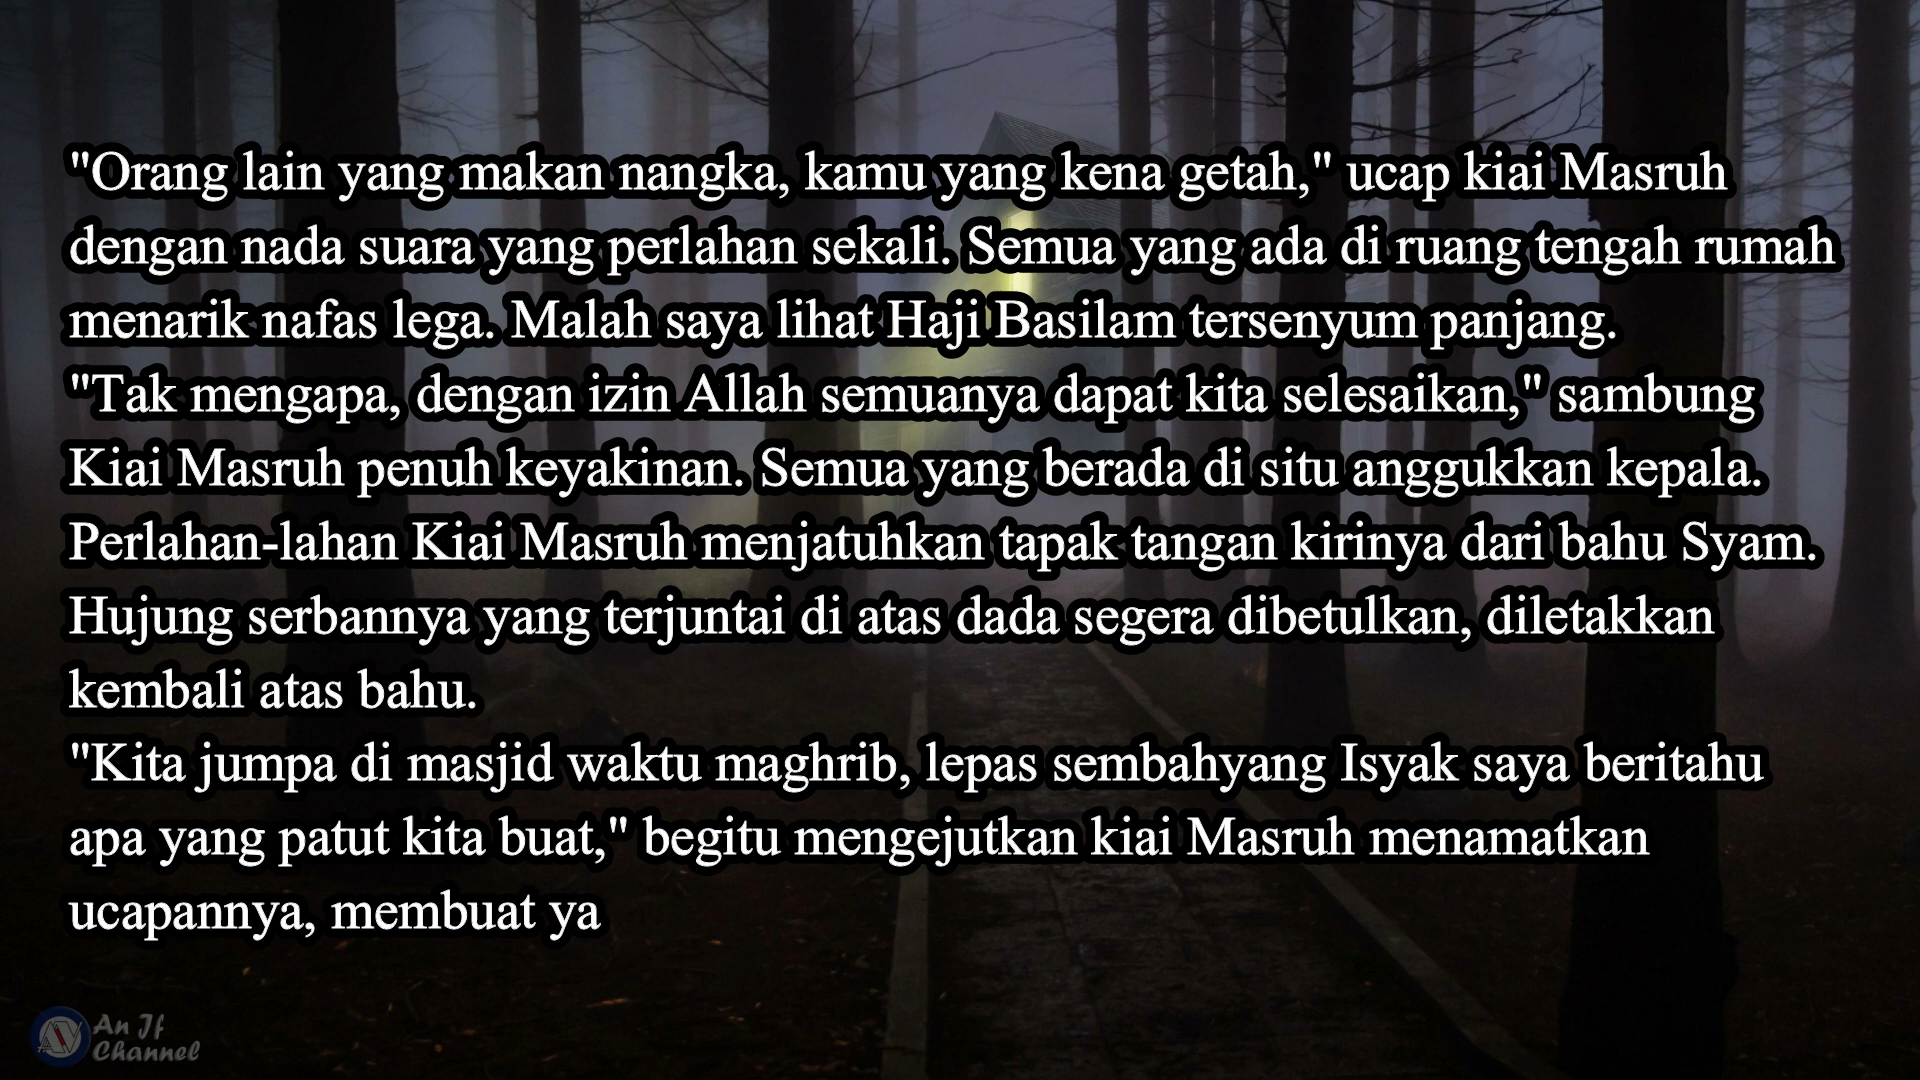 "Orang lain yang makan nangka, kamu yang kena getah," ucap kiai Masruh
dengan nada suara yang perlahan sekali. Semua yang ada di ruang tengah rumah
menarik nafas lega. Malah saya lihat Haji Basilam tersenyum panjang.
"Tak mengapa, dengan izin Allah semuanya dapat kita selesaikan," sambung
Kiai Masruh penuh keyakinan. Semua yang berada di situ anggukkan kepala.
Perlahan-lahan Kiai Masruh menjatuhkan tapak tangan kirinya dari bahu Syam.
Hujung serbannya yang terjuntai di atas dada segera dibetulkan, diletakkan
kembali atas bahu.
"Kita jumpa di masjid waktu maghrib, lepas sembahyang Isyak saya beritahu
apa yang patut kita buat," begitu mengejutkan kiai Masruh menamatkan
ucapannya, membuat ya
An If
Channel